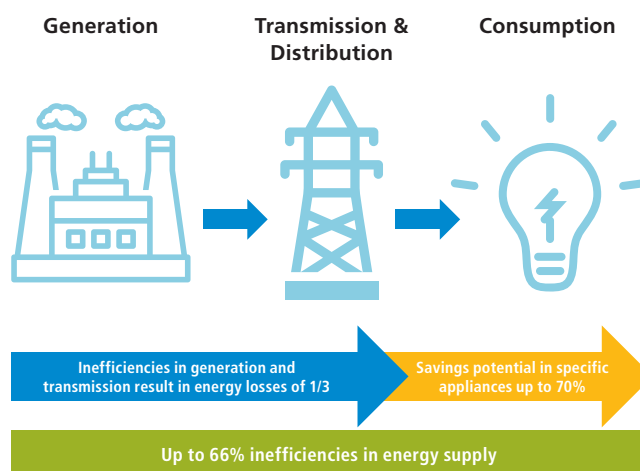 Generation
Transmission &
Distribution
Consumption
Inefficiencies in generation and
transmission result in energy losses of 1/3
Savings potential in specific
appliances up to 70%
Up to 66% inefficiencies in energy supply